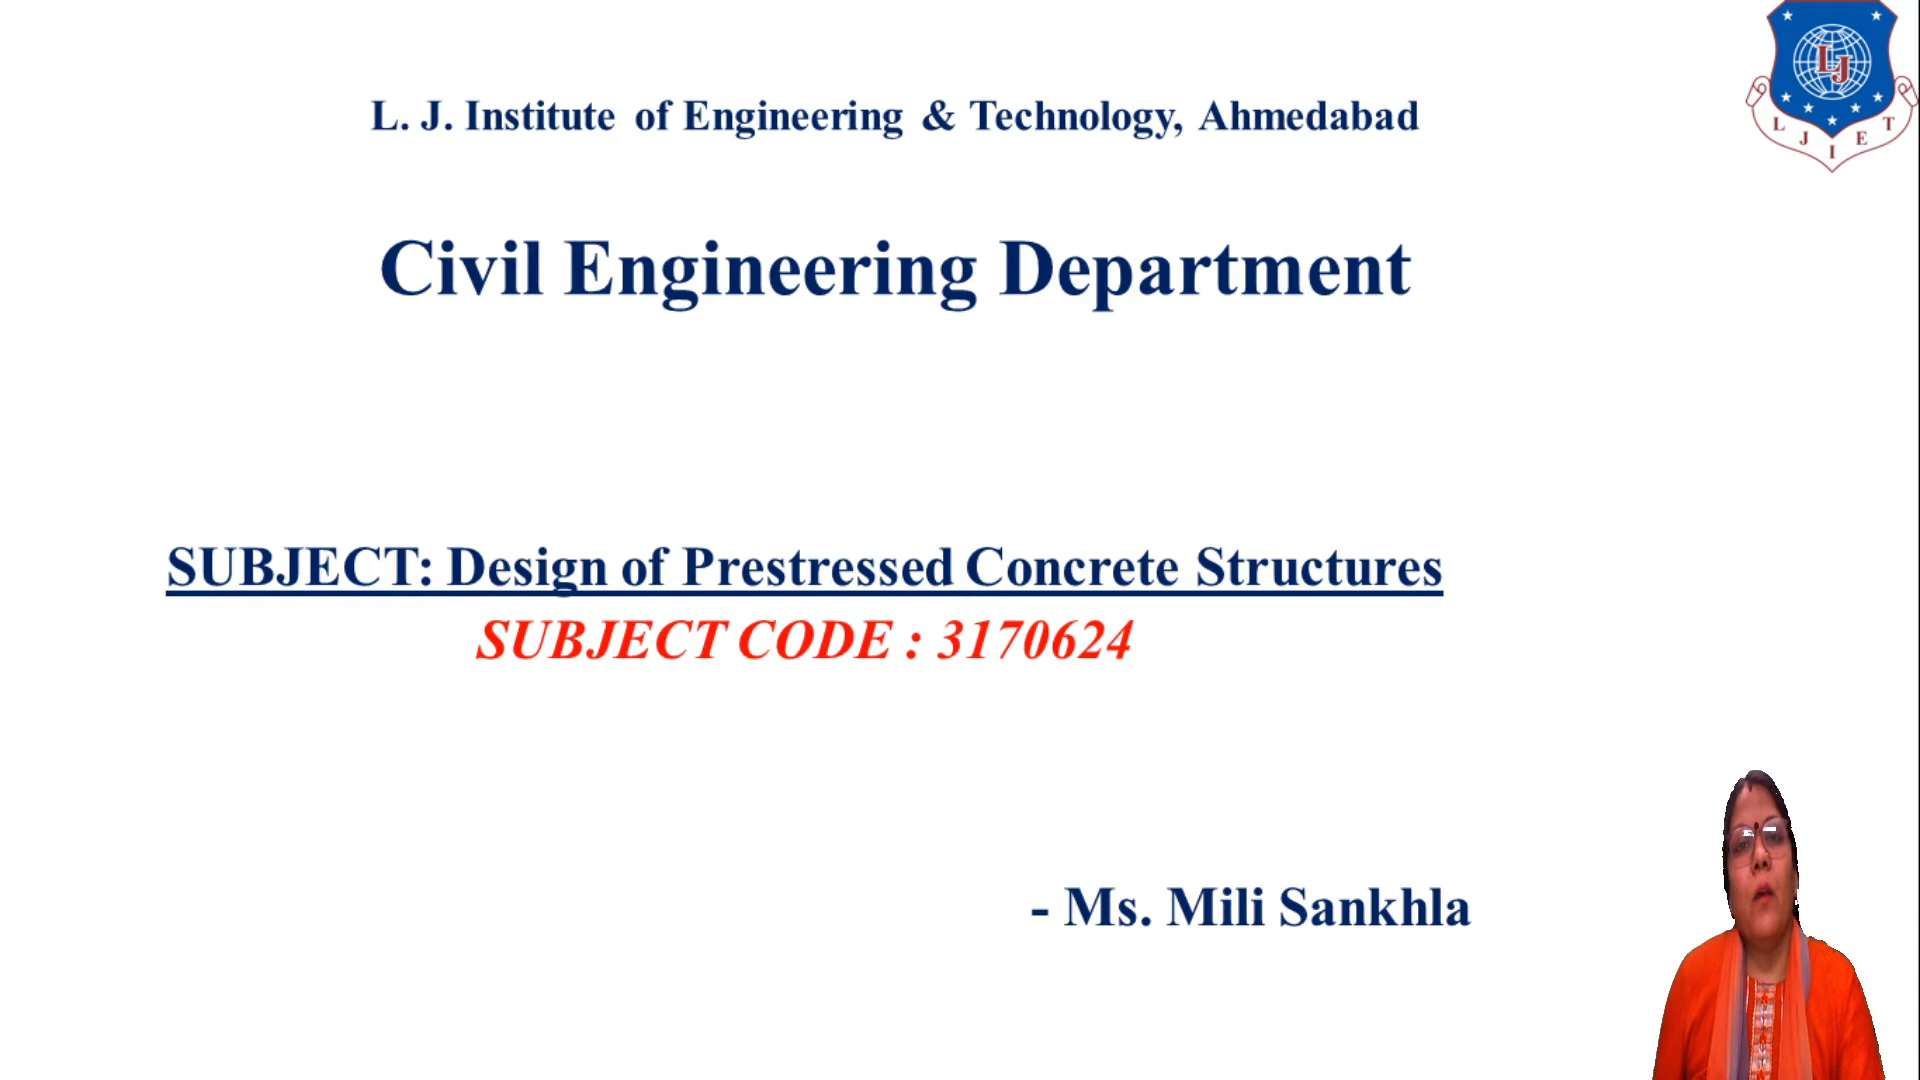 L. J. Institute of Engineering & Technology, Ahmedabad
LJ
L J I E T
Civil Engineering Department
SUBJECT: Design of Prestressed Concrete Structures
SUBJECT CODE : 3170624
- Ms. Mili Sankhla